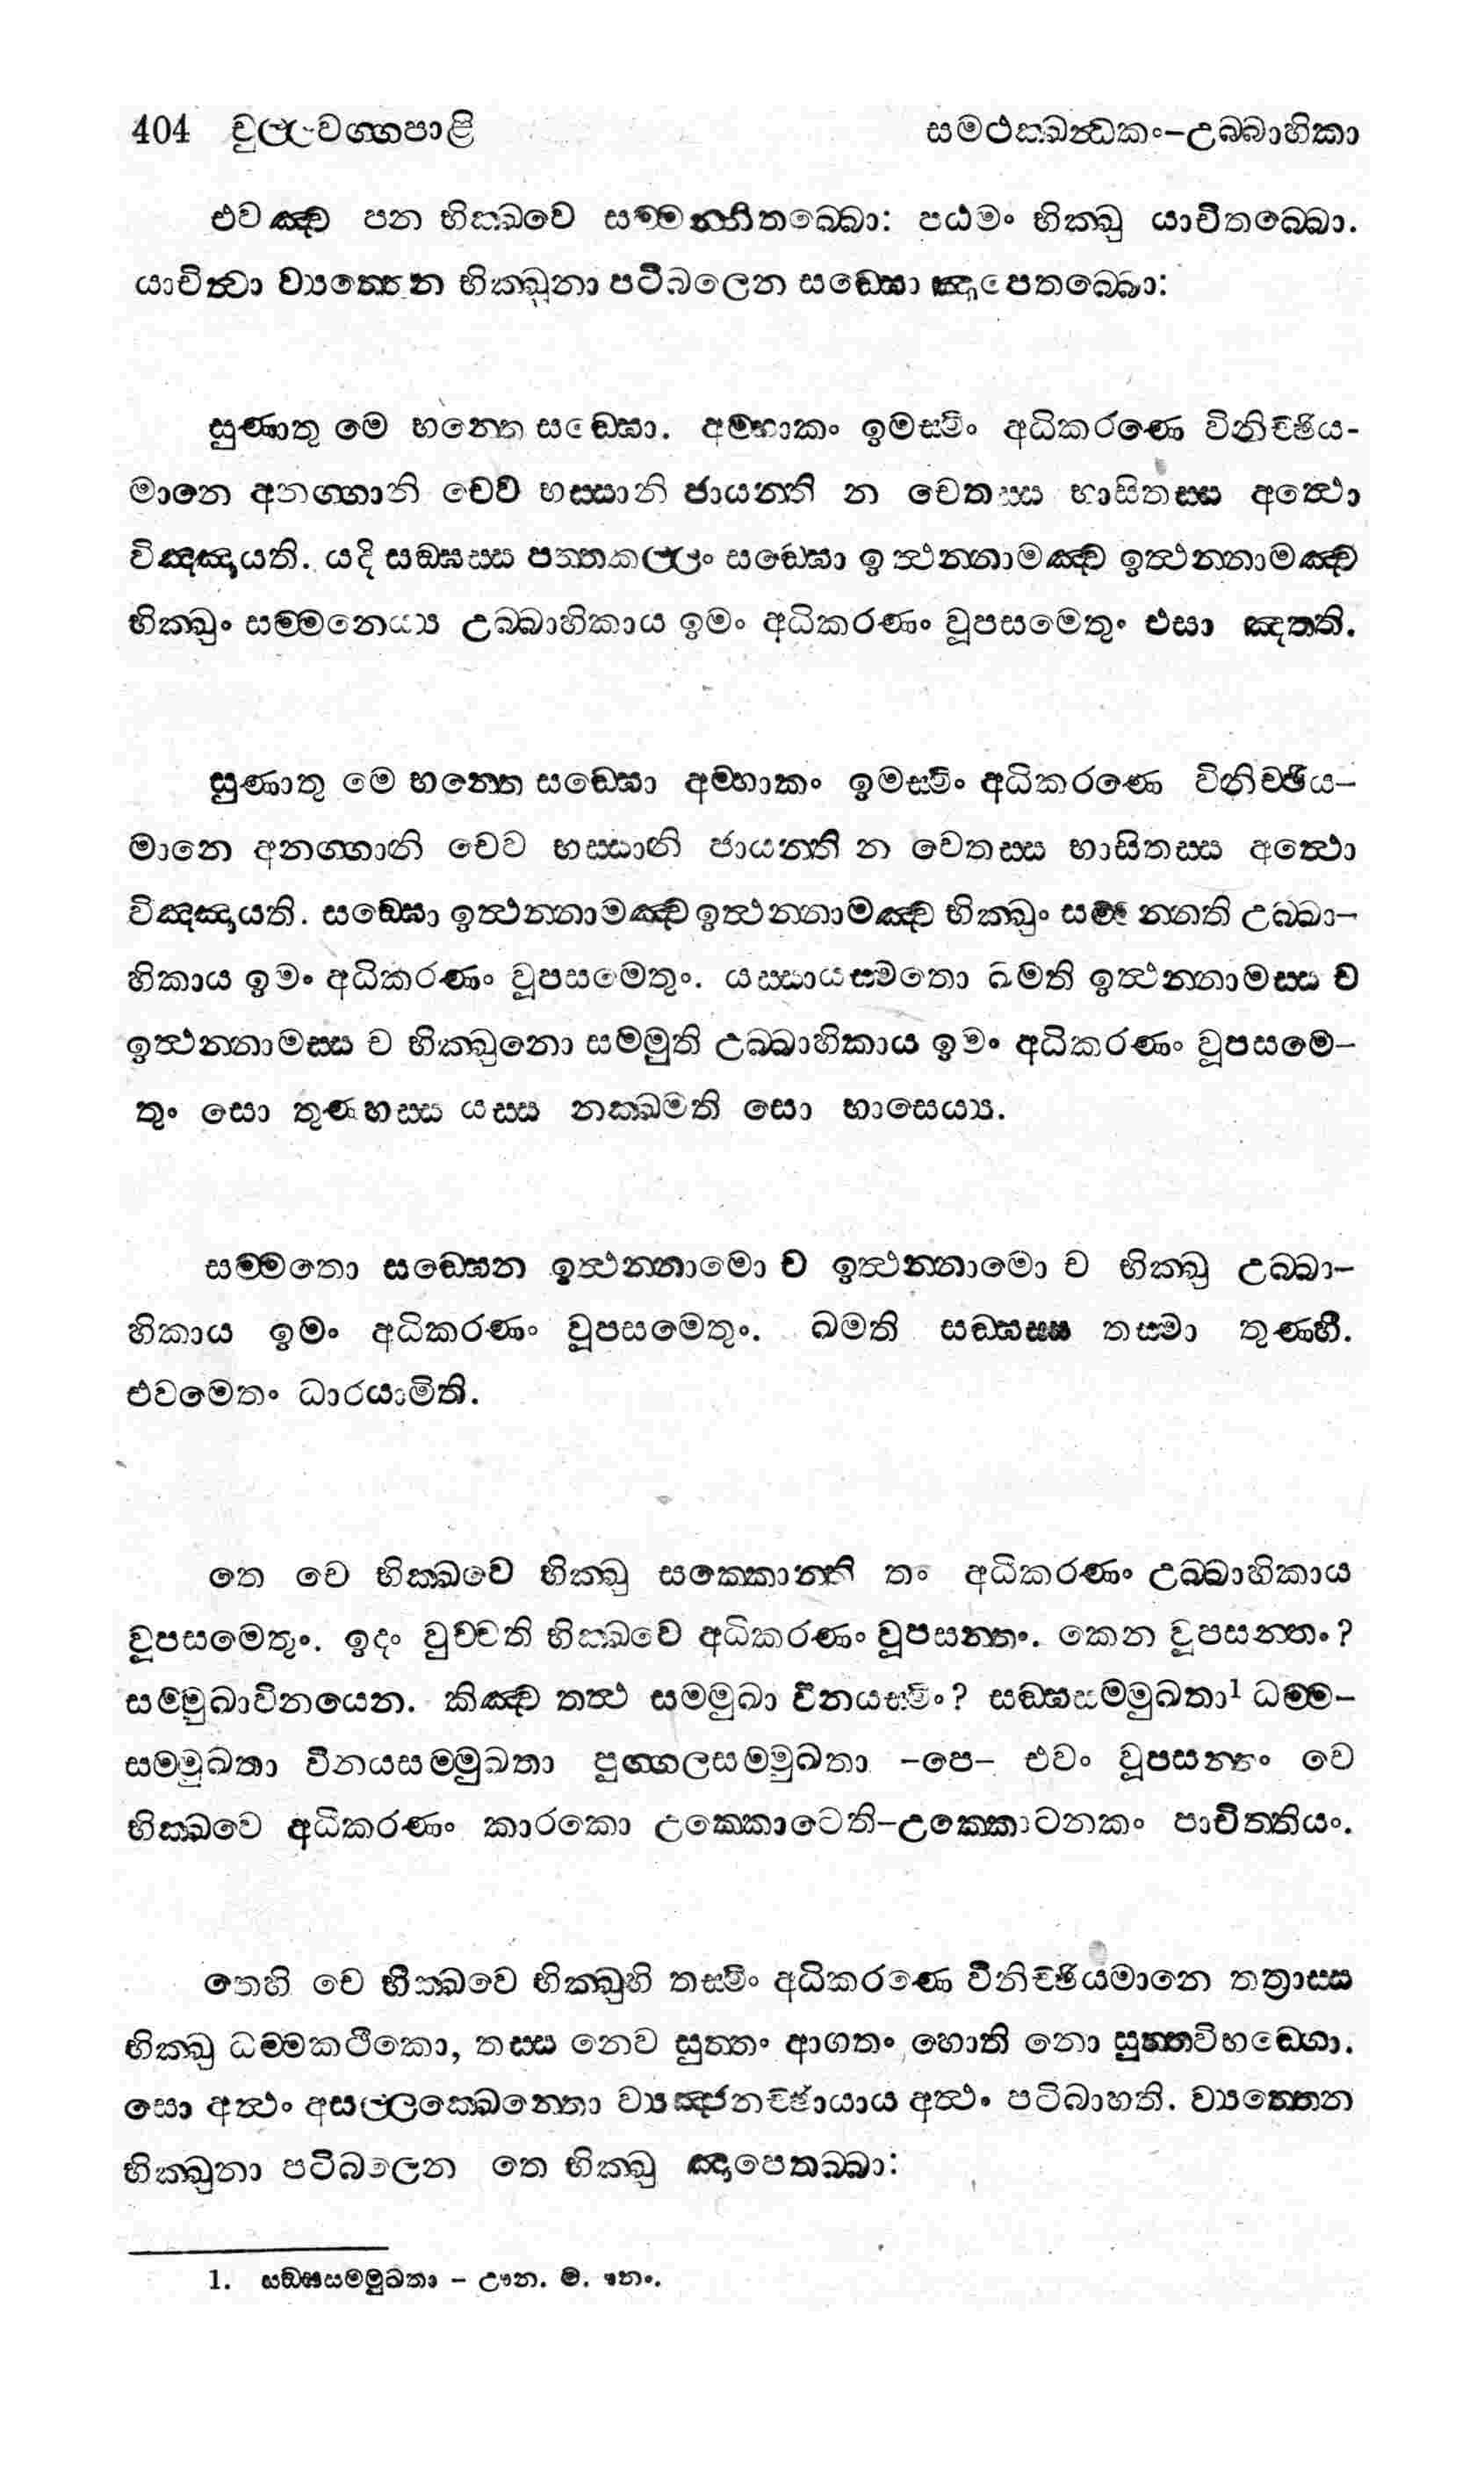 404 චුල්ලවග්ගපාළි සමථක්ඛන්ධකං-උබ්බාහිකා
එවඤ්ච පන භික්ඛවෙ සම්මන්නිතබ්බො: පඨමං භික්ඛු යාචිතබ්බො.
යාචිත්වා ව්‍යත්තෙන භික්ඛුනා පටිබලෙන සඞ්ඝො ඤාපෙතබ්බො:
සුණාතු මෙ භන්තෙ සඞ්ඝො. අම්හාකං ඉමස්මිං අධිකරණෙ විනිච්ඡිය-
මානෙ අනග්ගානි චෙව භස්සානි ජායන්ති න චෙතස්ස භාසිතස්ස අත්ථො
විඤ්ඤායති. යදි සඞ්ඝස්ස පත්තකල්ලං සඞ්ඝො ඉත්ථන්නාමඤ්ච ඉත්ථන්නාමඤ්ච
භික්ඛුං සම්මනෙය්‍ය උබ්බාහිකාය ඉමං අධිකරණං වූපසමෙතුං එසා ඤත්ති.
සුණාතු මෙ භන්තෙ සඞ්ඝො අම්හාකං ඉමස්මිං අධිකරණෙ විනිච්ඡිය-
මානෙ අනග්ගානි චෙව භස්සානි ජායන්ති න චෙතස්ස භාසිතස්ස අත්ථො
විඤ්ඤායති. සඞ්ඝො ඉත්ථන්නාමඤ්ච ඉත්ථන්නාමඤ්ච භික්ඛුං සම්මන්නති උබ්බා-
හිකාය ඉමං අධිකරණං වූපසමෙතුං. යස්සායස්මතො ඛමති ඉත්ථන්නාමස්ස ච
ඉත්ථන්නාමස්ස ච භික්ඛුනො සම්මුති උබ්බාහිකාය ඉමං අධිකරණං වූපසමෙ-
තුං සො තුණ්හස්ස යස්ස නක්ඛමති සො භාසෙය්‍ය.
සම්මතො සඞ්ඝෙන ඉත්ථන්නාමො ච ඉත්ථන්නාමො ච භික්ඛු උබ්බා-
හිකාය ඉමං අධිකරණං වූපසමෙතුං. ඛමති සඞ්ඝස්ස තස්මා තුණ්හී.
එවමෙතං ධාරයාමිති.
තෙ චෙ භික්ඛවෙ භික්ඛු සක්කොන්ති තං අධිකරණං උබ්බාහිකාය
වූපසමෙතුං. ඉදං වුච්චති භික්ඛවෙ අධිකරණං වූපසන්තං. කෙන වූපසන්තං?
සම්මුඛාවිනයෙන. කිඤ්ච තත්ථ සම්මුඛා විනයස්මිං? සඞ්ඝසම්මුඛතා1 ධම්ම-
සම්මුඛතා විනයසම්මුඛතා පුග්ගලසම්මුඛතා -පෙ- එවං වූපසන්තං චෙ
භික්ඛවෙ අධිකරණං කාරකො උක්කොටෙති-උක්කොටනකං පාචිත්තියං.
තෙහි චෙ භික්ඛවෙ භික්ඛුහි තස්මිං අධිකරණෙ විනිච්ඡියමානෙ තත්‍රාස්ස
භික්ඛු ධම්මකථිකො, තස්ස නෙව සුත්තං ආගතං හොති නො සුත්තවිභඞ්ගො.
සො අත්ථං අසල්ලක්ඛෙන්තො ව්‍යඤ්ජනච්ඡායාය අත්ථං පටිබාහති. ව්‍යත්තෙන
භික්ඛුනා පටිබලෙන තෙ භික්ඛු ඤාපෙතබ්බා:
1. සඞ්ඝසම්මුඛතා - ඌන. ම.